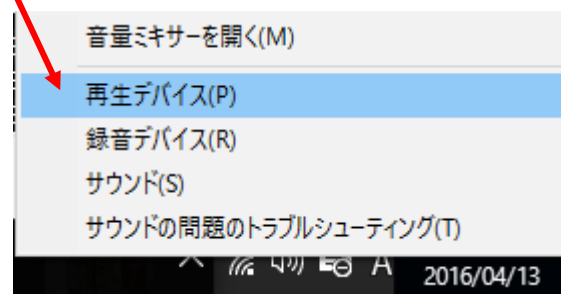 音量ミキサーを開く(M)
再生デバイス(P)
録音デバイス(R)
サウンド(S)
サウンドの問題のトラブルシューティング(T)
A
2016/04/13